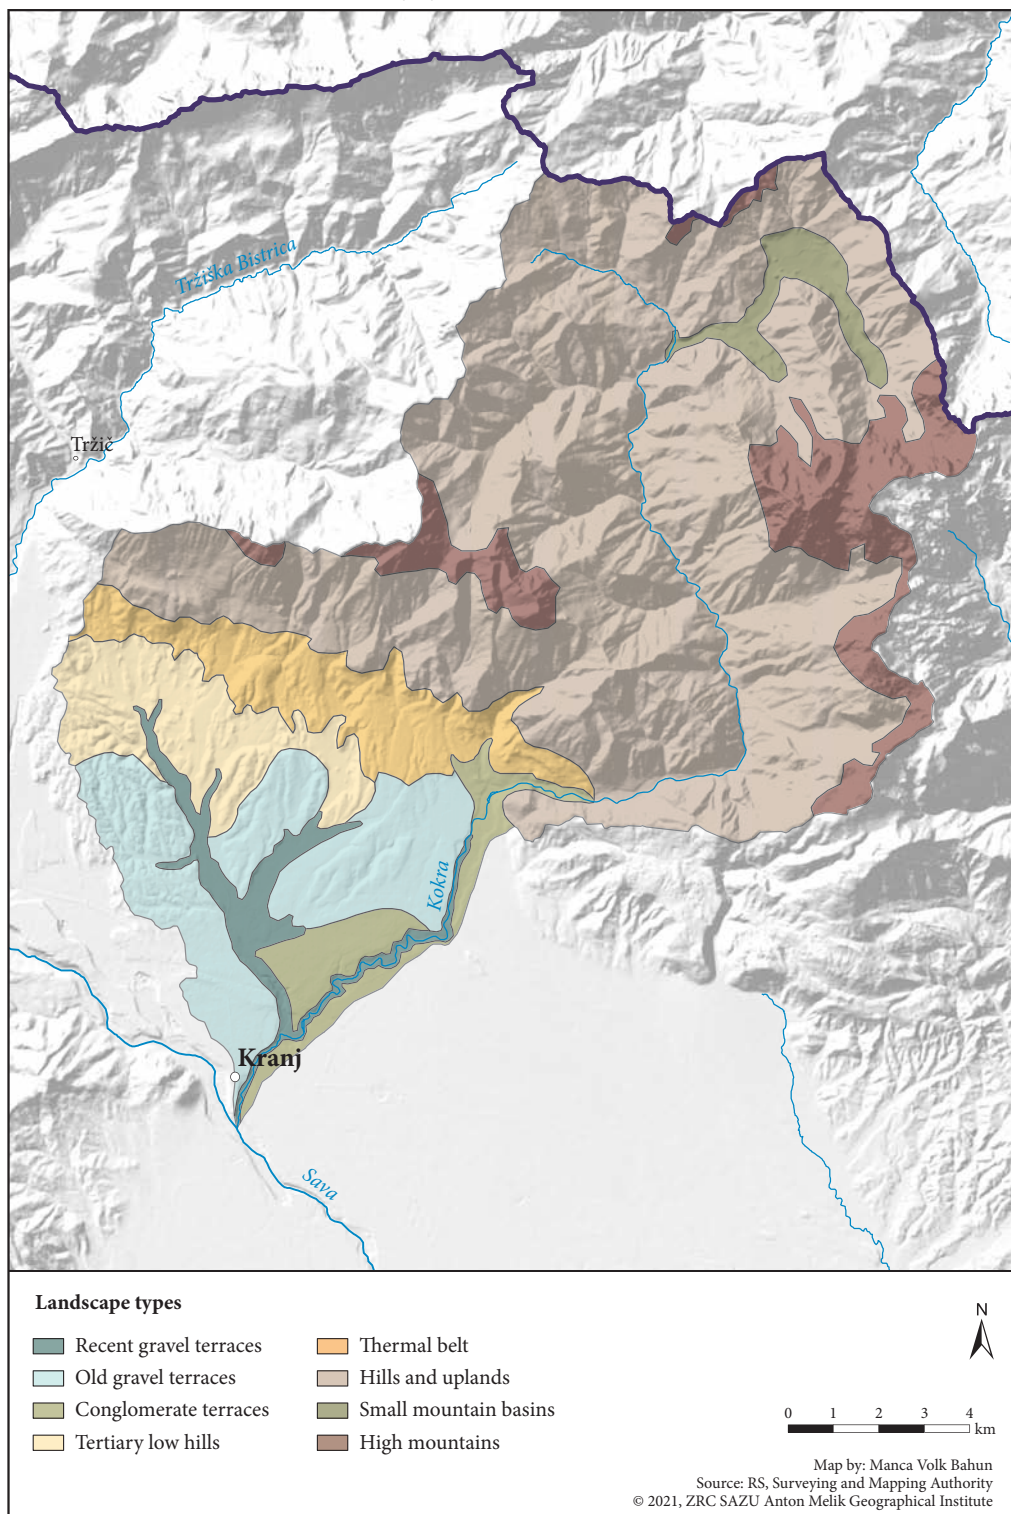 Tržiška Bistrica
Tržič
Kokra
Kranj
Sava
Landscape types
Recent gravel terraces
Old gravel terraces
Conglomerate terraces
Tertiary low hills
Thermal belt
Hills and uplands
Small mountain basins
High mountains
N
0 1 2 3 4
km
Map by: Manca Volk Bahun
Source: RS, Surveying and Mapping Authority
© 2021, ZRC SAZU Anton Melik Geographical Institute